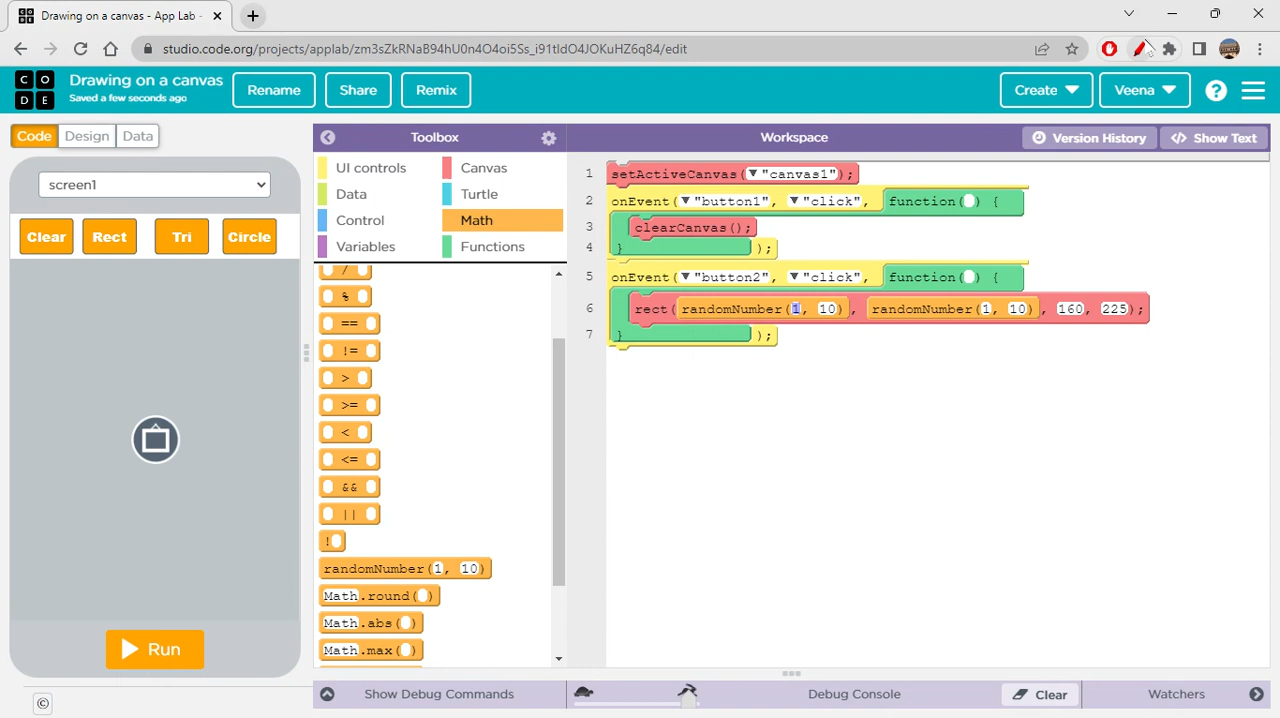 Drawing on a canvas - App Lab -
studio.code.org/projects/applab/zm3sZkRNaB94hU0n4O4oi5Ss_i91tIdO4JOKuHZ6q84/edit
C O D E
Drawing on a canvas
Saved a few seconds ago
Rename
Share
Remix
Create
Veena
?
Code
Design
Data
Toolbox
Workspace
Version History
</> Show Text
screen1
Clear
Rect
Tri
Circle
Run
UI controls
Canvas
Data
Turtle
Control
Math
Variables
Functions
/
%
==
!=
>
>=
<
<=
&&
||
!
randomNumber(1, 10)
Math.round()
Math.abs()
Math.max()
1 setActiveCanvas("canvas1");
2 onEvent("button1", "click", function() {
3 clearCanvas();
4 } );
5 onEvent("button2", "click", function() {
6 rect(randomNumber(1, 10), randomNumber(1, 10), 160, 225);
7 } );
©
Show Debug Commands
Debug Console
Clear
Watchers